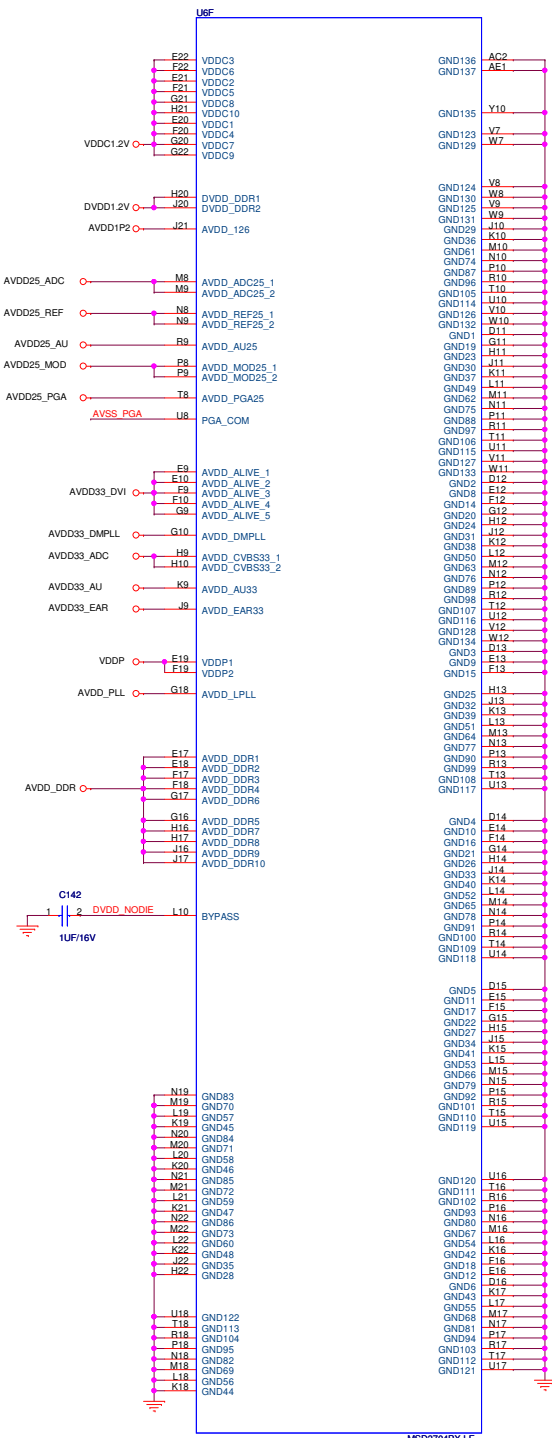 U6F
E22 VDDC3
F22 VDDC6
E21 VDDC2
F21 VDDC5
G21 VDDC8
H21 VDDC10
E20 VDDC1
F20 VDDC4
VDDC1.2V G20 VDDC7
G22 VDDC9
H20 DVDD_DDR1
DVDD1.2V J20 DVDD_DDR2
AVDD1P2 J21 AVDD_126
AVDD25_ADC M8 AVDD_ADC25_1
M9 AVDD_ADC25_2
AVDD25_REF N8 AVDD_REF25_1
N9 AVDD_REF25_2
AVDD25_AU R9 AVDD_AU25
AVDD25_MOD P8 AVDD_MOD25_1
P9 AVDD_MOD25_2
AVDD25_PGA T8 AVDD_PGA25
AVSS_PGA U8 PGA_COM
E9 AVDD_ALIVE_1
E10 AVDD_ALIVE_2
AVDD33_DVI F9 AVDD_ALIVE_3
F10 AVDD_ALIVE_4
G9 AVDD_ALIVE_5
AVDD33_DMPLL G10 AVDD_DMPLL
AVDD33_ADC H9 AVDD_CVBS33_1
H10 AVDD_CVBS33_2
AVDD33_AU K9 AVDD_AU33
AVDD33_EAR J9 AVDD_EAR33
VDDP E19 VDDP1
F19 VDDP2
AVDD_PLL G18 AVDD_LPLL
E17 AVDD_DDR1
E18 AVDD_DDR2
F17 AVDD_DDR3
AVDD_DDR F18 AVDD_DDR4
G17 AVDD_DDR6
G16 AVDD_DDR5
H16 AVDD_DDR7
H17 AVDD_DDR8
J16 AVDD_DDR9
J17 AVDD_DDR10
C142
1 2 DVDD_NODIE L10 BYPASS
1UF/16V
N19 GND83
M19 GND70
L19 GND57
K19 GND45
N20 GND84
M20 GND71
L20 GND58
K20 GND46
N21 GND85
M21 GND72
L21 GND59
K21 GND47
N22 GND86
M22 GND73
L22 GND60
K22 GND48
J22 GND35
H22 GND28
U18 GND122
T18 GND113
R18 GND104
P18 GND95
N18 GND82
M18 GND69
L18 GND56
K18 GND44
GND136 AC2
GND137 AE1
GND135 Y10
GND123 V7
GND129 W7
GND124 V8
GND130 W8
GND125 V9
GND131 W9
GND29 J10
GND36 K10
GND61 M10
GND74 N10
GND87 P10
GND96 R10
GND105 T10
GND114 U10
GND126 V10
GND132 W10
GND1 D11
GND19 G11
GND23 H11
GND30 J11
GND37 K11
GND49 L11
GND62 M11
GND75 N11
GND88 P11
GND97 R11
GND106 T11
GND115 U11
GND127 V11
GND133 W11
GND2 D12
GND8 E12
GND14 F12
GND20 G12
GND24 H12
GND31 J12
GND38 K12
GND50 L12
GND63 M12
GND76 N12
GND89 P12
GND98 R12
GND107 T12
GND116 U12
GND128 V12
GND134 W12
GND3 D13
GND9 E13
GND15 F13
GND25 H13
GND32 J13
GND39 K13
GND51 L13
GND64 M13
GND77 N13
GND90 P13
GND99 R13
GND108 T13
GND117 U13
GND4 D14
GND10 E14
GND16 F14
GND21 G14
GND26 H14
GND33 J14
GND40 K14
GND52 L14
GND65 M14
GND78 N14
GND91 P14
GND100 R14
GND109 T14
GND118 U14
GND5 D15
GND11 E15
GND17 F15
GND22 G15
GND27 H15
GND34 J15
GND41 K15
GND53 L15
GND66 M15
GND79 N15
GND92 P15
GND101 R15
GND110 T15
GND119 U15
GND120 U16
GND111 T16
GND102 R16
GND93 P16
GND80 N16
GND67 M16
GND54 L16
GND42 K16
GND18 F16
GND12 E16
GND6 D16
GND43 K17
GND55 L17
GND68 M17
GND81 N17
GND94 P17
GND103 R17
GND112 T17
GND121 U17